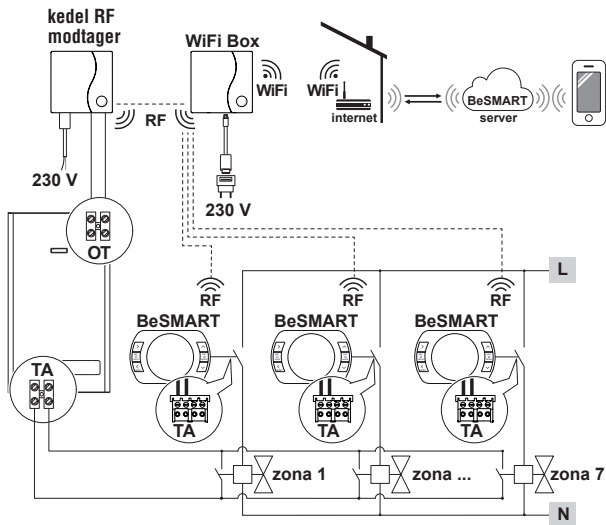 kedel RF
modtager
WiFi Box
WiFi
WiFi
internet
BeSMART
server
RF
230 V
230 V
OT
L
RF
RF
RF
BeSMART
BeSMART
BeSMART
TA
TA
TA
TA
zona 1
zona ...
zona 7
N